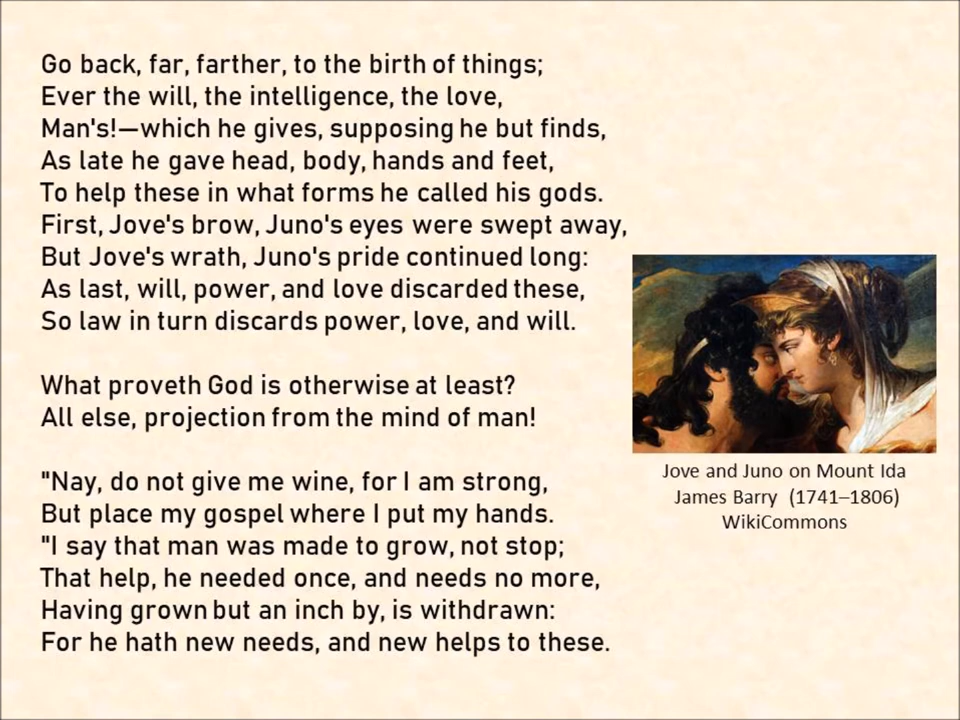 Go back, far, farther, to the birth of things;
Ever the will, the intelligence, the love,
Man's!—which he gives, supposing he but finds,
As late he gave head, body, hands and feet,
To help these in what forms he called his gods.
First, Jove's brow, Juno's eyes were swept away,
But Jove's wrath, Juno's pride continued long:
As last, will, power, and love discarded these,
So law in turn discards power, love, and will.
What proveth God is otherwise at least?
All else, projection from the mind of man!
"Nay, do not give me wine, for I am strong,
But place my gospel where I put my hands.
"I say that man was made to grow, not stop;
That help, he needed once, and needs no more,
Having grown but an inch by, is withdrawn:
For he hath new needs, and new helps to these.
Jove and Juno on Mount Ida
James Barry (1741–1806)
WikiCommons